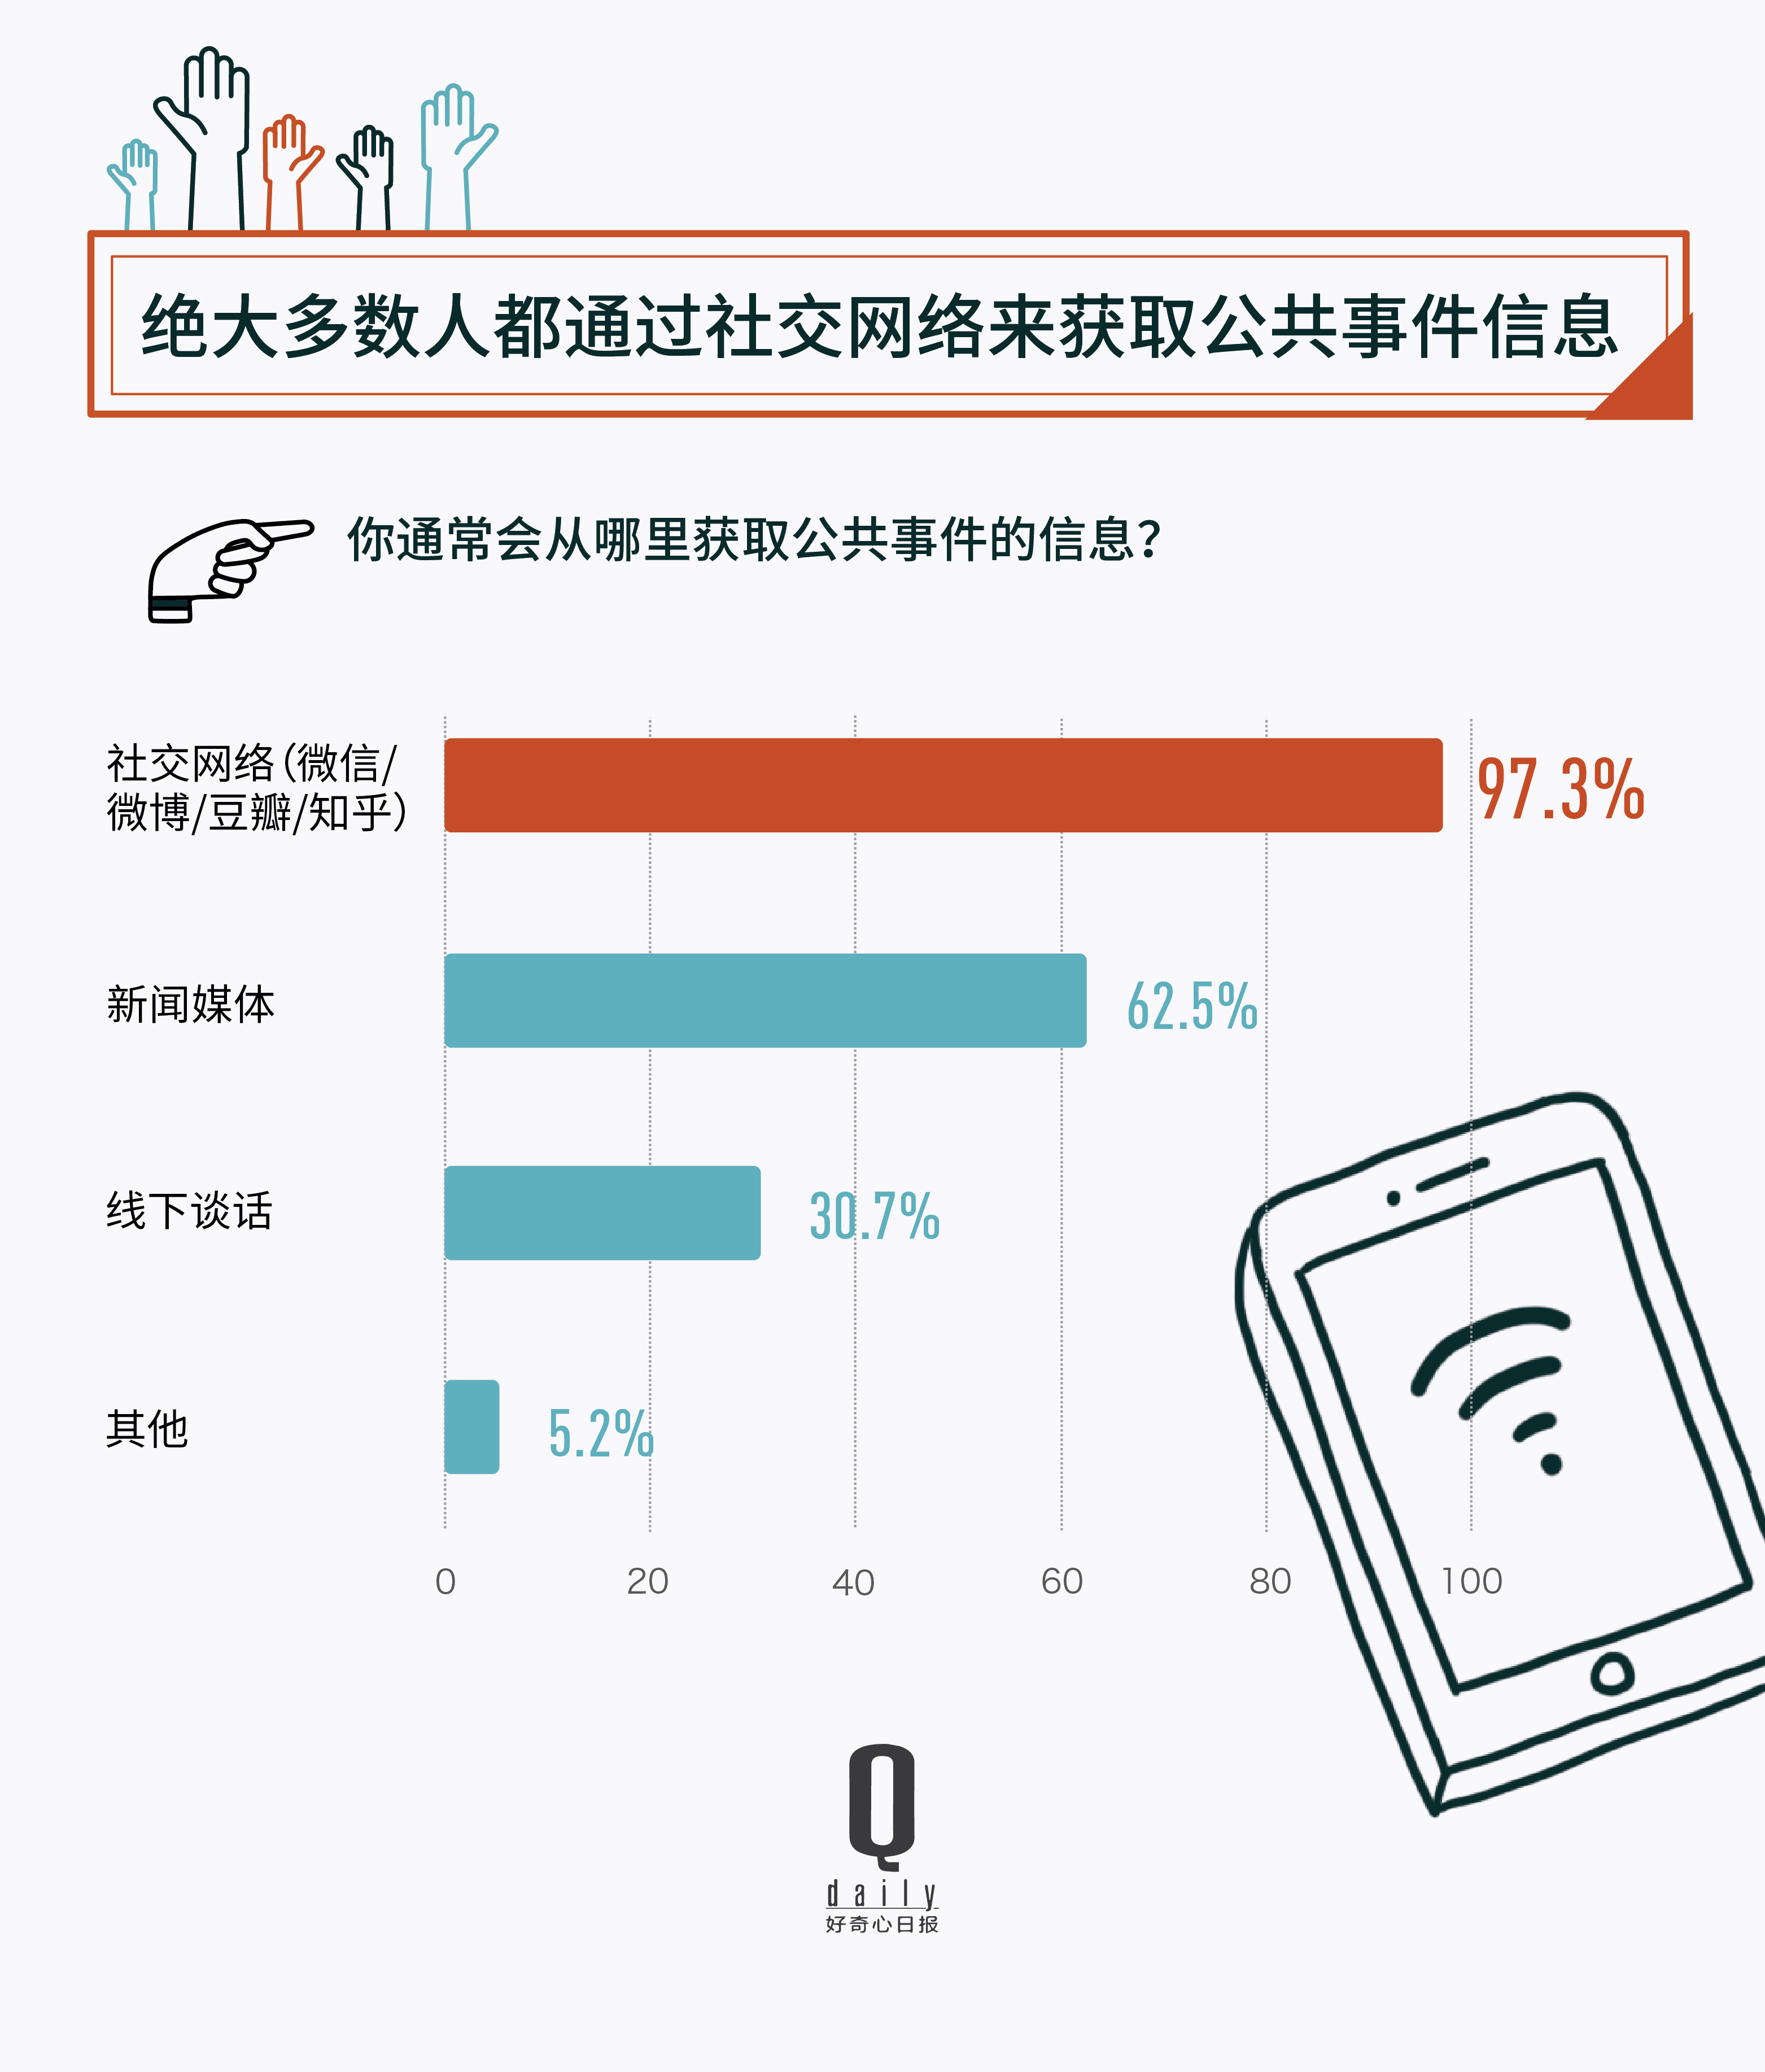 绝大多数人都通过社交网络来获取公共事件信息
你通常会从哪里获取公共事件的信息？
社交网络（微信/
微博/豆瓣/知乎）
97.3%
新闻媒体
62.5%
线下谈话
30.7%
其他
5.2%
0 20 40 60 80 100
Q
daily
好奇心日报